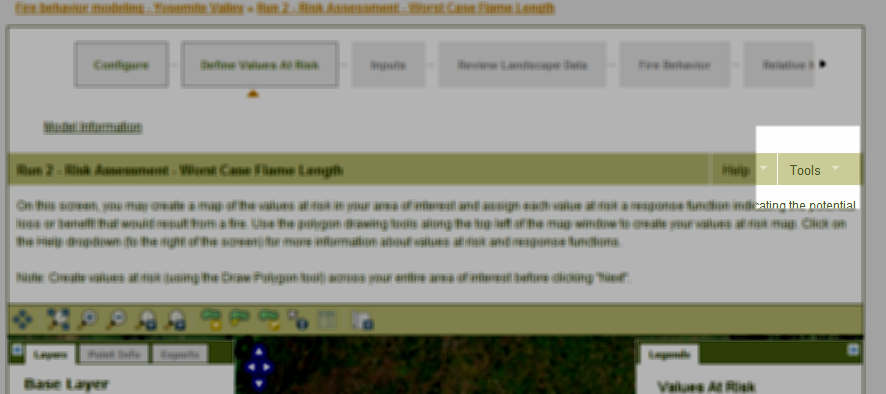 Fire behavior modeling - Yosemite Valley » Run 2 - Risk Assessment - Worst Case Flame Length
Configure Define Values At Risk Inputs Review Landscape Data Fire Behavior Relative
Model Information
Run 2 - Risk Assessment - Worst Case Flame Length Help Tools
On this screen, you may create a map of the values at risk in your area of interest and assign each value at risk a response function indicating the potential
loss or benefit that would result from a fire. Use the polygon drawing tools along the top left of the map window to create your values at risk map. Click on
the Help dropdown (to the right of the screen) for more information about values at risk and response functions.
Note: Create values at risk (using the Draw Polygon tool) across your entire area of interest before clicking "Next".
Layers Point Info Exports Legends
Base Layer Values At Risk